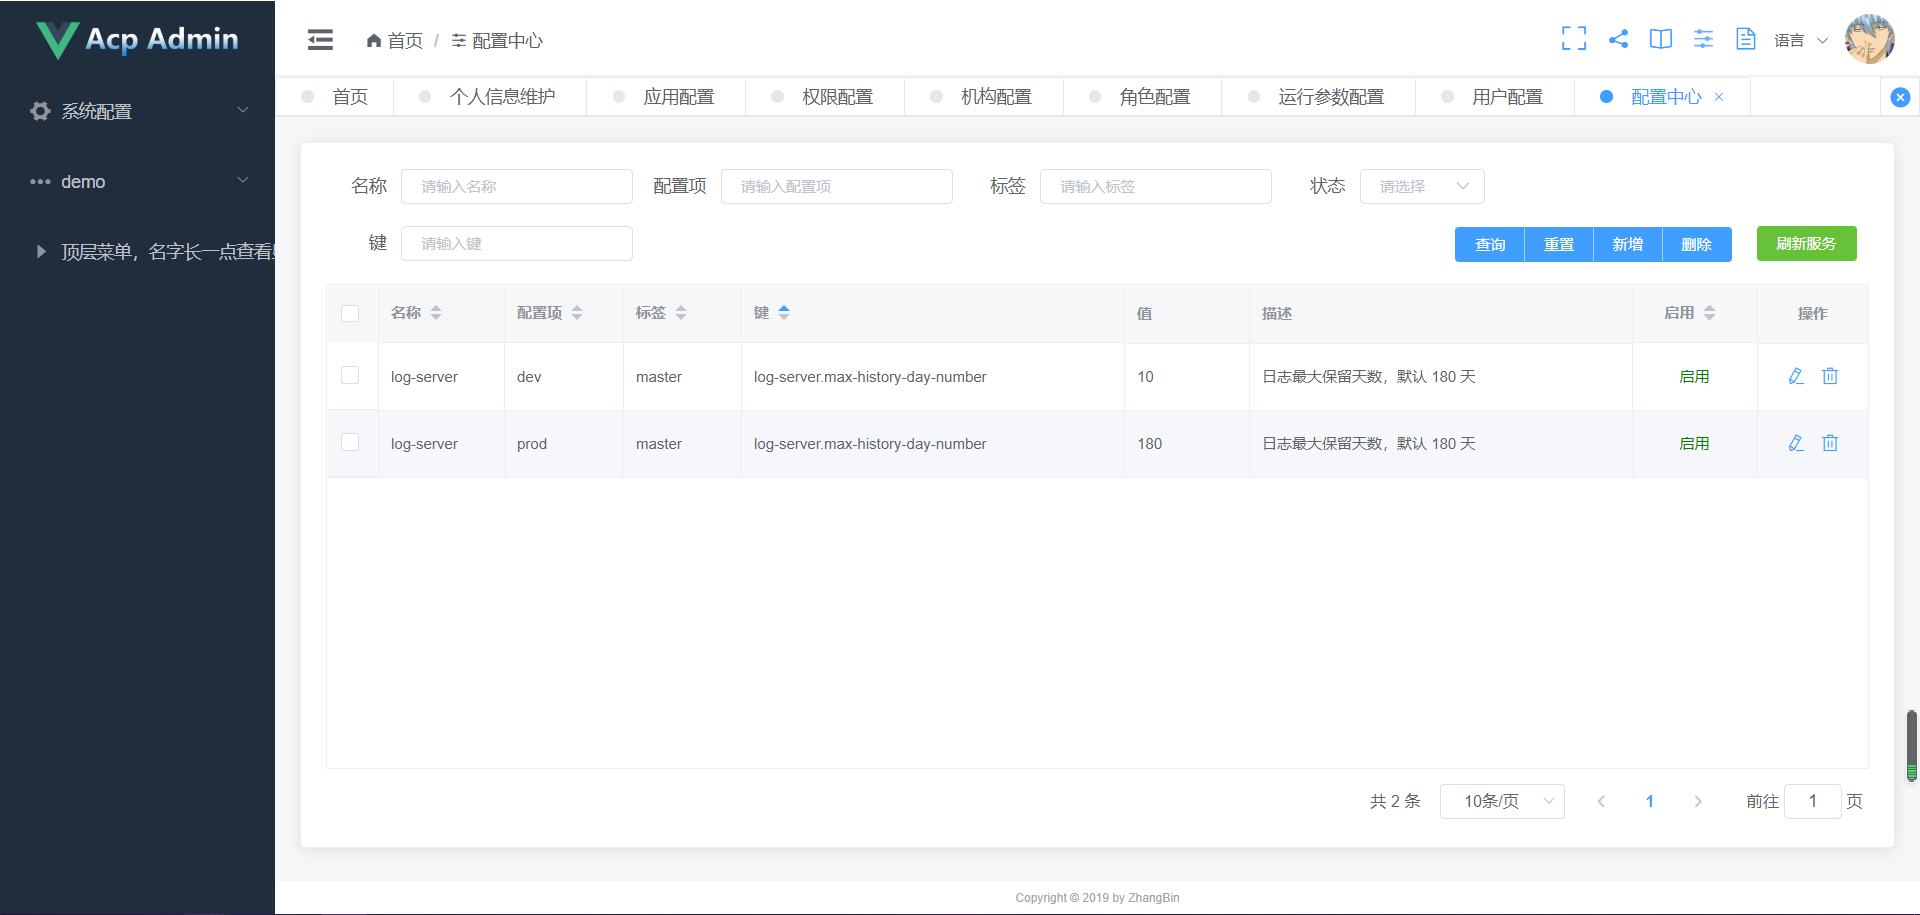 Acp Admin
系统配置
demo
顶层菜单，名字长一点查看
首页 / 配置中心
语言
首页 个人信息维护 应用配置 权限配置 机构配置 角色配置 运行参数配置 用户配置 配置中心
名称 请输入名称 配置项 请输入配置项 标签 请输入标签 状态 请选择
键 请输入键 查询 重置 新增 删除 刷新服务
名称 配置项 标签 键 值 描述 启用 操作
log-server dev master log-server.max-history-day-number 10 日志最大保留天数，默认 180 天 启用
log-server prod master log-server.max-history-day-number 180 日志最大保留天数，默认 180 天 启用
共 2 条 10条/页 1 前往 1 页
Copyright © 2019 by ZhangBin